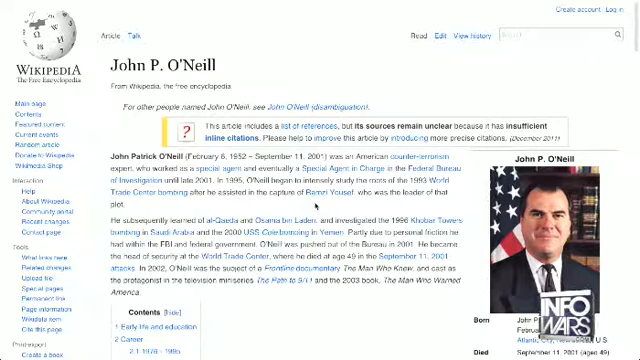 Create account Log in
Article Talk
Read Edit View history
Search
WIKIPEDIA
The Free Encyclopedia
John P. O'Neill
From Wikipedia, the free encyclopedia
For other people named John O'Neill, see John O'Neill (disambiguation).
?
This article includes a list of references, but its sources remain unclear because it has insufficient
inline citations. Please help to improve this article by introducing more precise citations. (December 2011)
Main page
Contents
Featured content
Current events
Random article
Donate to Wikipedia
Wikimedia Shop
Interaction
Help
About Wikipedia
Community portal
Recent changes
Contact page
Tools
What links here
Related changes
Upload file
Special pages
Permanent link
Page information
Wikidata item
Cite this page
Print/export
Create a book
John Patrick O'Neill (February 6, 1952 – September 11, 2001) was an American counter-terrorism
expert, who worked as a special agent and eventually a Special Agent in Charge in the Federal Bureau
of Investigation until late 2001. In 1995, O'Neill began to intensely study the roots of the 1993 World
Trade Center bombing after he assisted in the capture of Ramzi Yousef, who was the leader of that
plot.
He subsequently learned of al-Qaeda and Osama bin Laden, and investigated the 1996 Khobar Towers
bombing in Saudi Arabia and the 2000 USS Cole bombing in Yemen. Partly due to personal friction he
had within the FBI and federal government, O'Neill was pushed out of the Bureau in 2001. He became
the head of security at the World Trade Center, where he died at age 49 in the September 11, 2001
attacks. In 2002, O'Neill was the subject of a Frontline documentary The Man Who Knew, and cast as
the protagonist in the television miniseries The Path to 9/11 and the 2003 book, The Man Who Warned
America.
Contents [hide]
1 Early life and education
2 Career
2.1 1976 - 1995
John P. O'Neill
INFO
WARS
Born John P
Februa
Atlantic City, U.S
Died September 11, 2001 (aged 49)